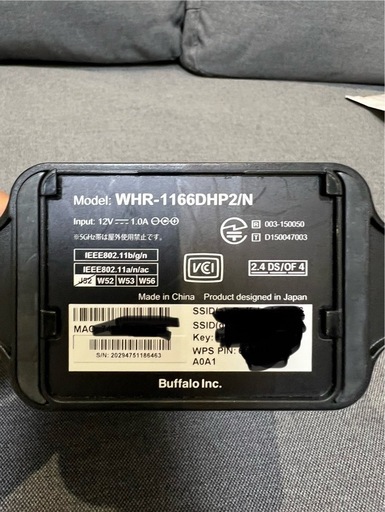 Model: WHR-1166DHP2/N
Input: 12V 1.0A
R 003-150050
T D150047003
※5GHz帯は屋外使用禁止です。
IEEE802.11b/g/n
IEEE802.11a/n/ac
J52 W52 W53 W56
VCI
2.4 DS/OF 4
Made in China Product designed in Japan
MAC
S/N: 20294751186463
SSID
SSID(
Key:
WPS PIN:
A0A1
Buffalo Inc.